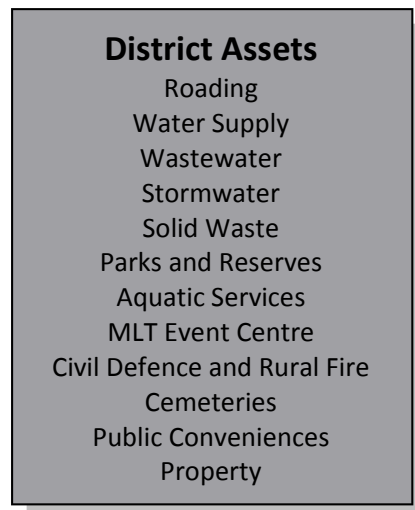 District Assets
Roading
Water Supply
Wastewater
Stormwater
Solid Waste
Parks and Reserves
Aquatic Services
MLT Event Centre
Civil Defence and Rural Fire
Cemeteries
Public Conveniences
Property